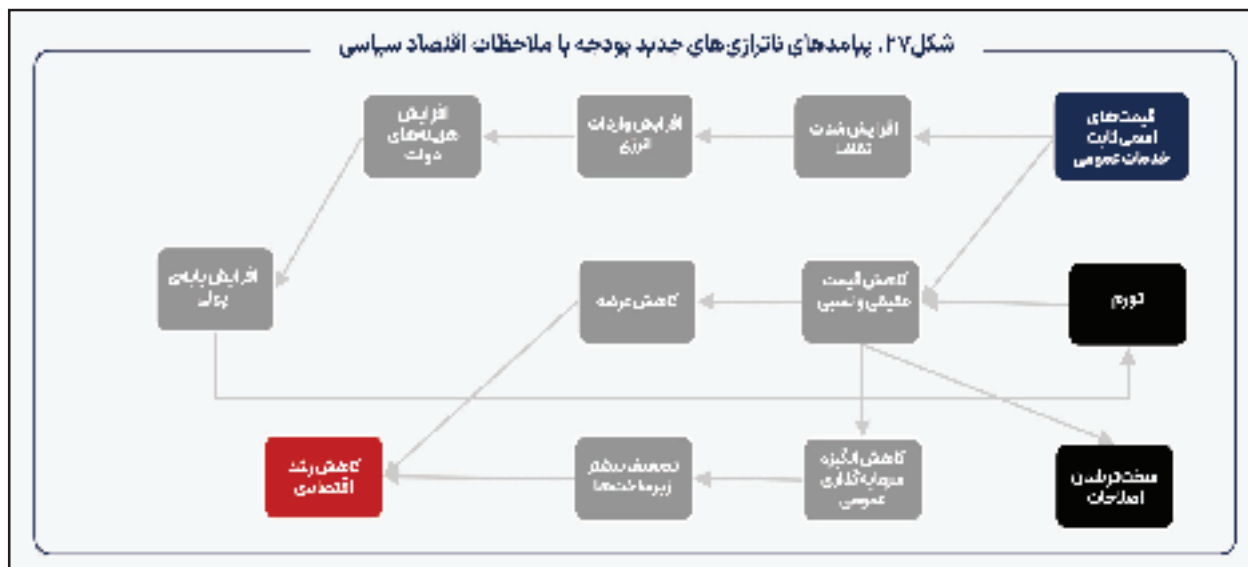 شکل۲۷. پیامدهای ناترازی‌های جدید بودجه با ملاحظات اقتصاد سیاسی
قیمت‌های
اسمی ثابت
خدمات عمومی
افزایش شدت
تقاضا
افزایش واردات
انرژی
افزایش
هزینه‌های
دولت
تورم
کاهش قیمت
حقیقی و نسبی
کاهش عرضه
افزایش پایه‌ی
پولی
سخت‌تر شدن
اصلاحات
کاهش انگیزه
سرمایه‌گذاری
عمومی
تضعیف بیشتر
زیرساخت‌ها
کاهش رشد
اقتصادی